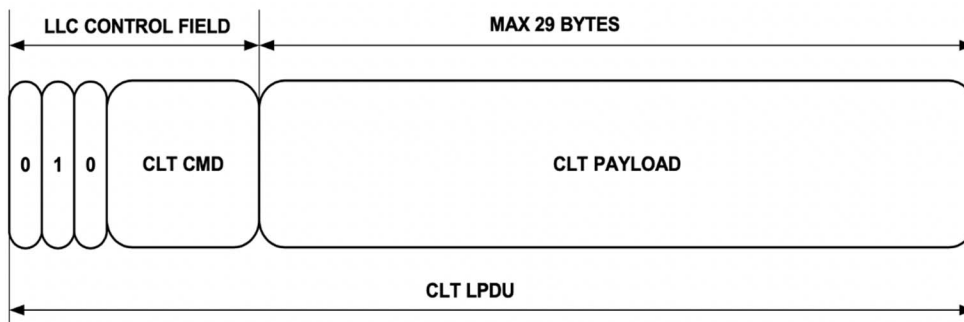 LLC CONTROL FIELD
MAX 29 BYTES
0 1 0 CLT CMD
CLT PAYLOAD
CLT LPDU